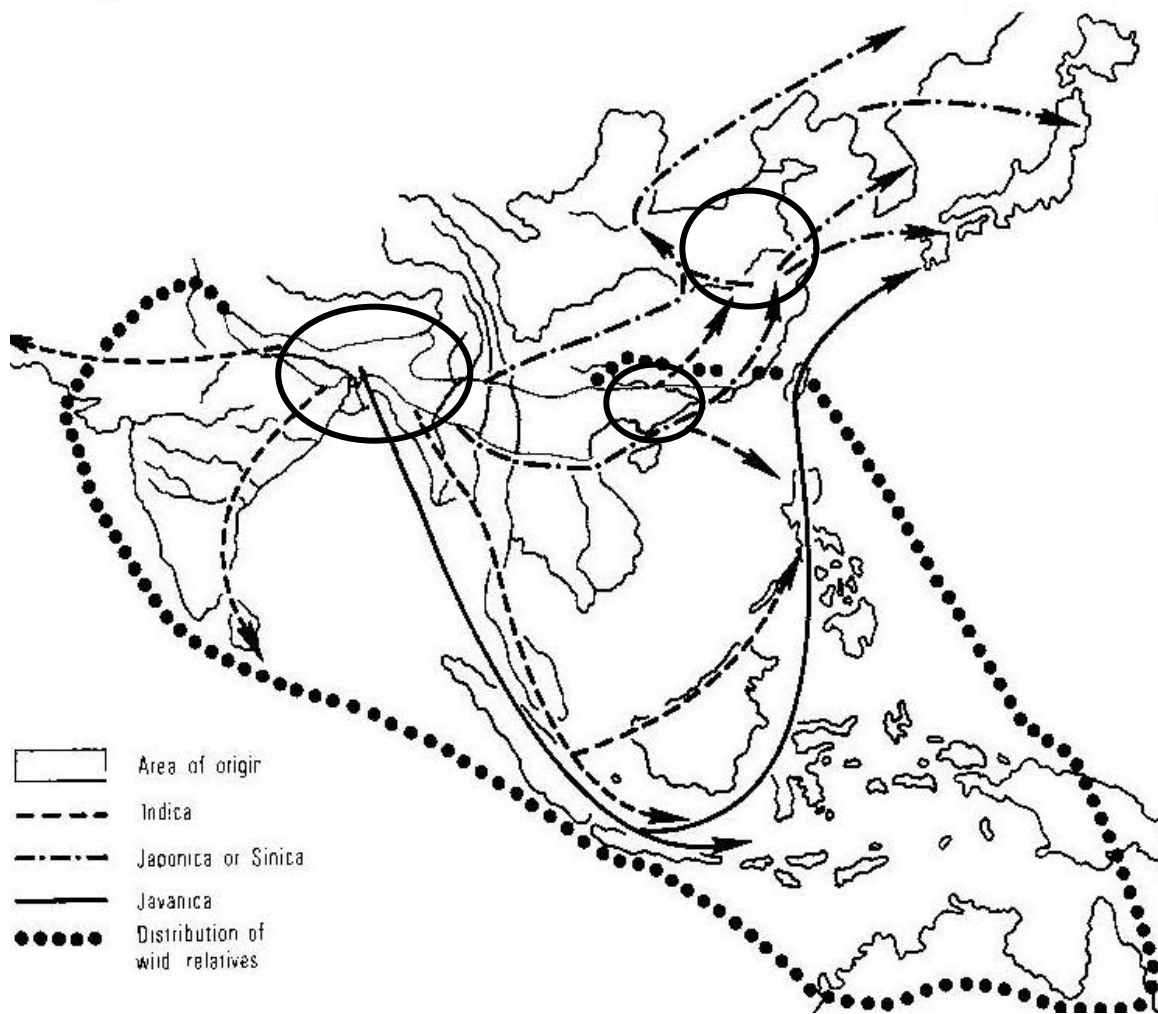 Area of origin
Indica
Japonica or Sinica
Javanica
Distribution of
wild relatives